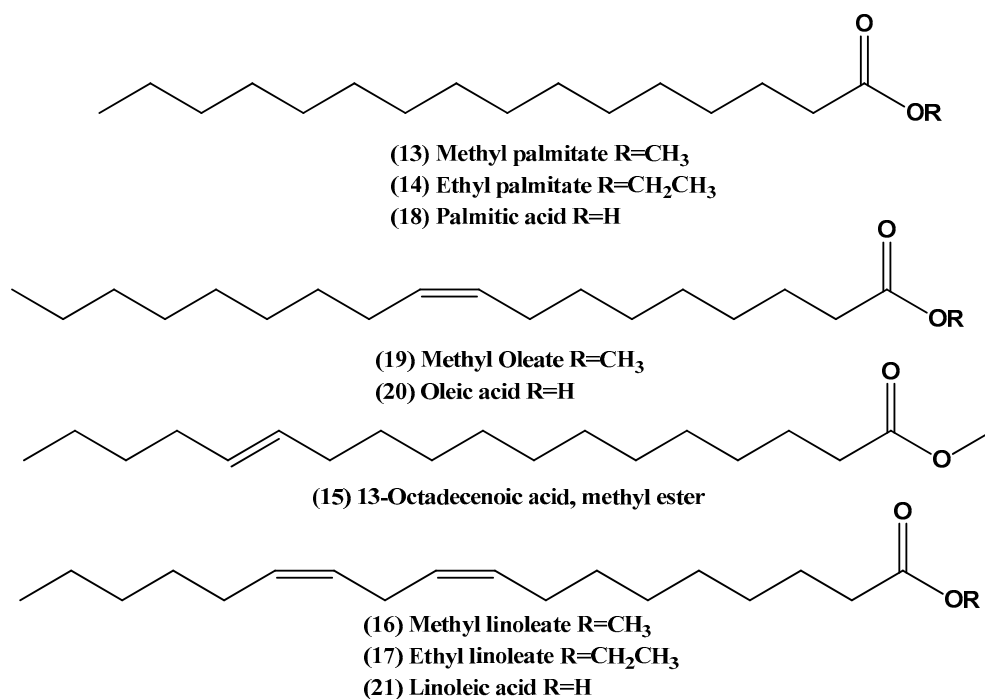 O
OR
(13) Methyl palmitate R=CH₃
(14) Ethyl palmitate R=CH₂CH₃
(18) Palmitic acid R=H
O
OR
(19) Methyl Oleate R=CH₃
(20) Oleic acid R=H
O
O
(15) 13-Octadecenoic acid, methyl ester
O
OR
(16) Methyl linoleate R=CH₃
(17) Ethyl linoleate R=CH₂CH₃
(21) Linoleic acid R=H